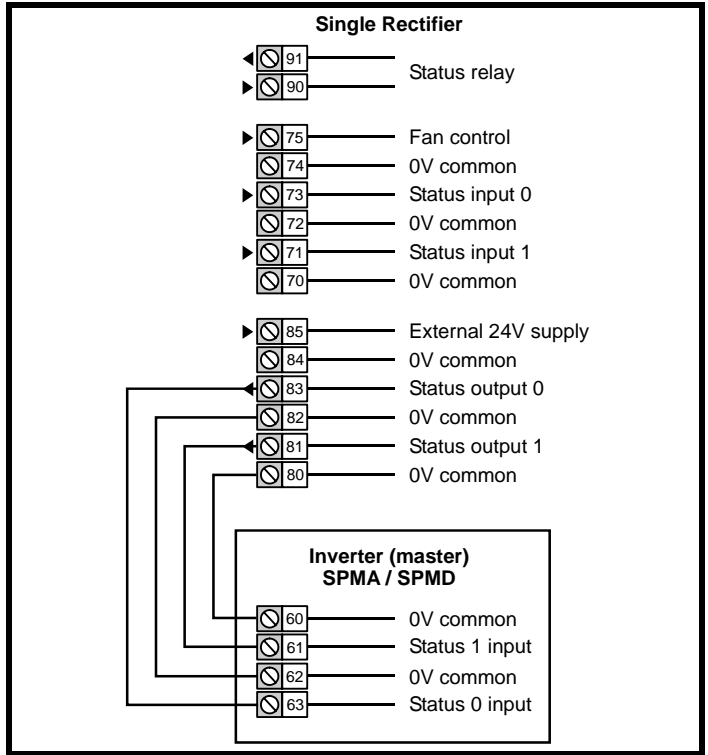 Single Rectifier
91
Status relay
90
75 Fan control
74 0V common
73 Status input 0
72 0V common
71 Status input 1
70 0V common
85 External 24V supply
84 0V common
83 Status output 0
82 0V common
81 Status output 1
80 0V common
Inverter (master)
SPMA / SPMD
60 0V common
61 Status 1 input
62 0V common
63 Status 0 input